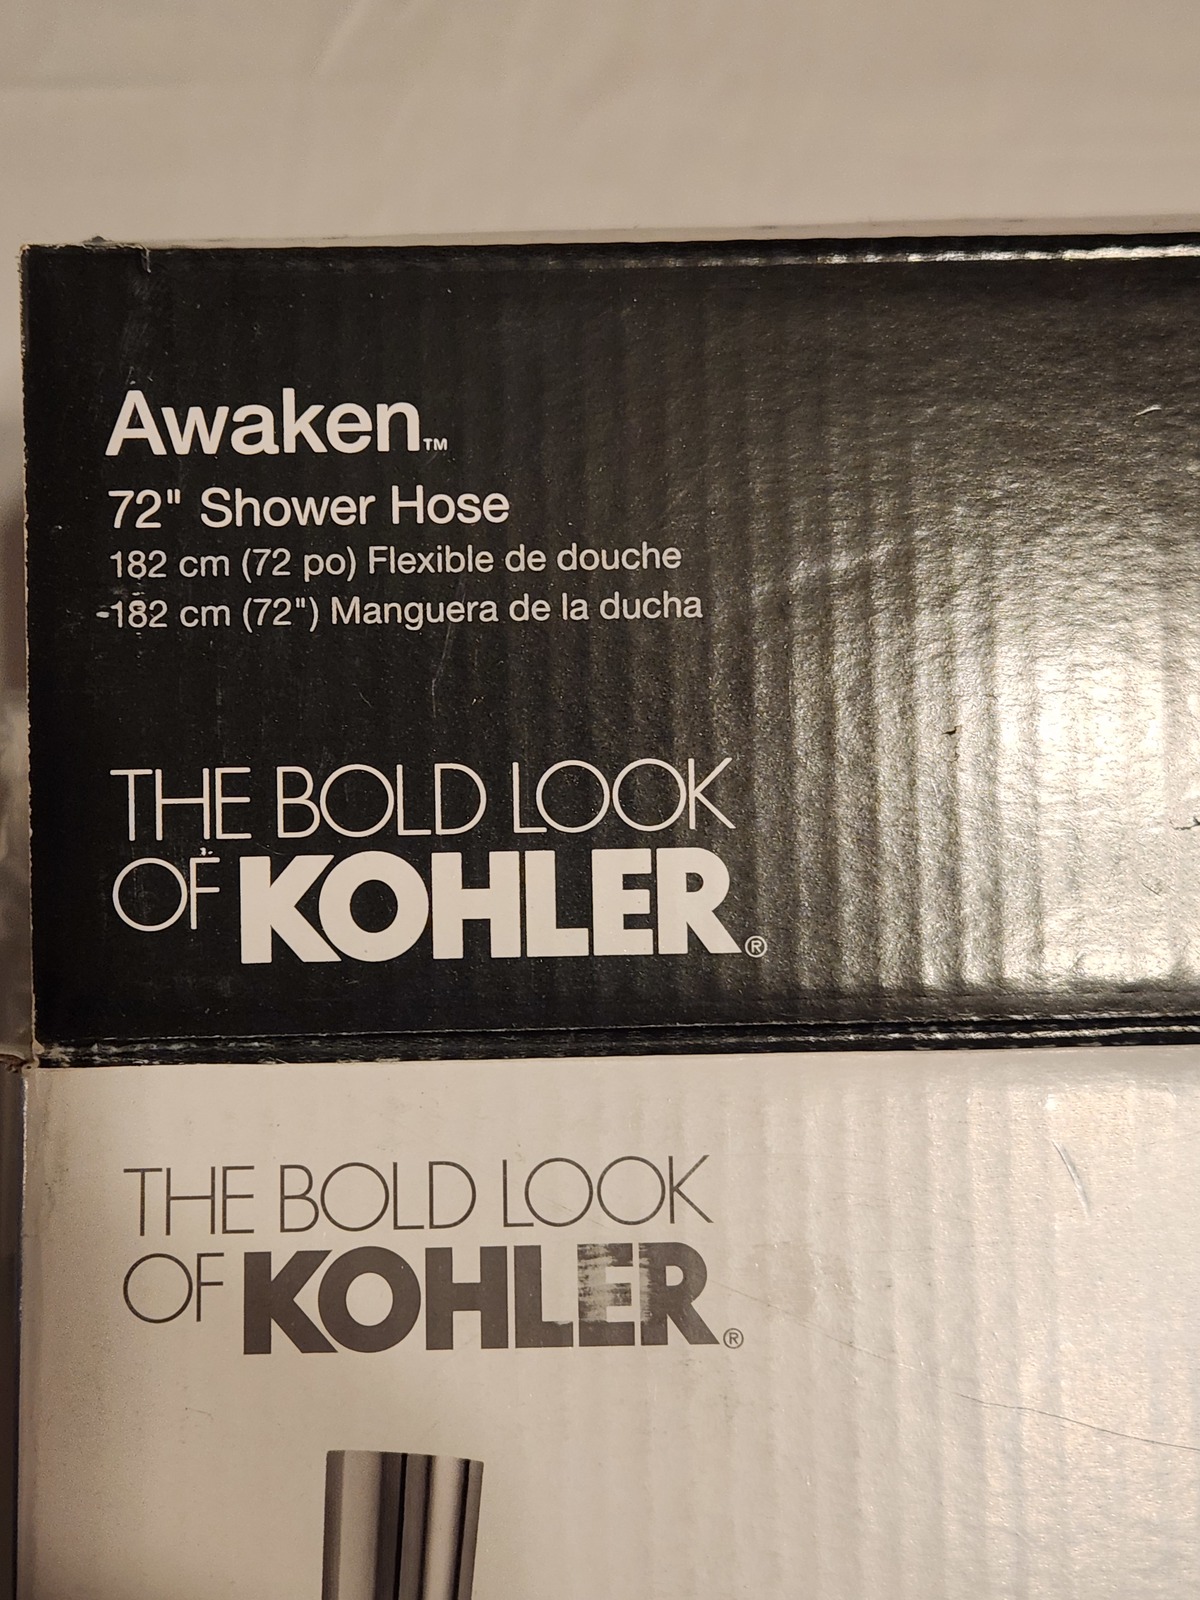 Awaken™
72" Shower Hose
182 cm (72 po) Flexible de douche
182 cm (72") Manguera de la ducha
THE BOLD LOOK
OF KOHLER®
THE BOLD LOOK
OF KOHLER®